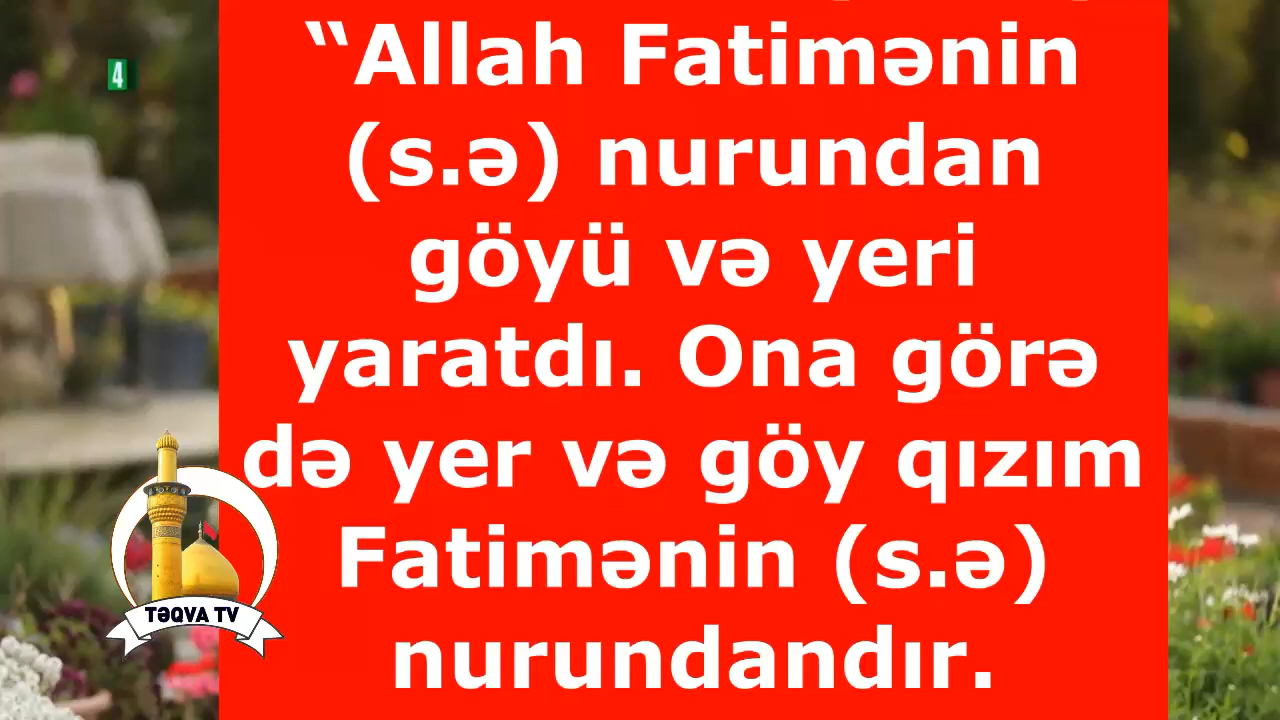 4
“Allah Fatimənin
(s.ə) nurundan
göyü və yeri
yaratdı. Ona görə
də yer və göy qızım
Fatimənin (s.ə)
nurundandır.
TƏQVA TV